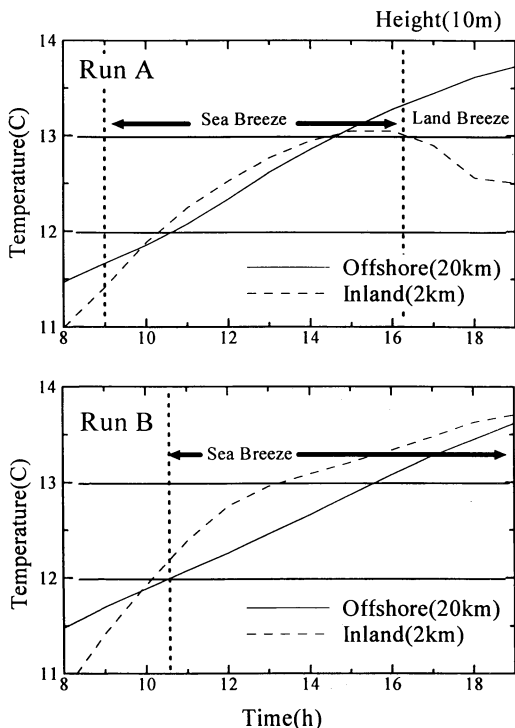 Height(10m)
14
Run A
Sea Breeze
Land Breeze
13
Temperature(C)
12
Offshore(20km)
Inland(2km)
11
8 10 12 14 16 18
14
Run B
Sea Breeze
13
Temperature(C)
12
Offshore(20km)
Inland(2km)
11
8 10 12 14 16 18
Time(h)